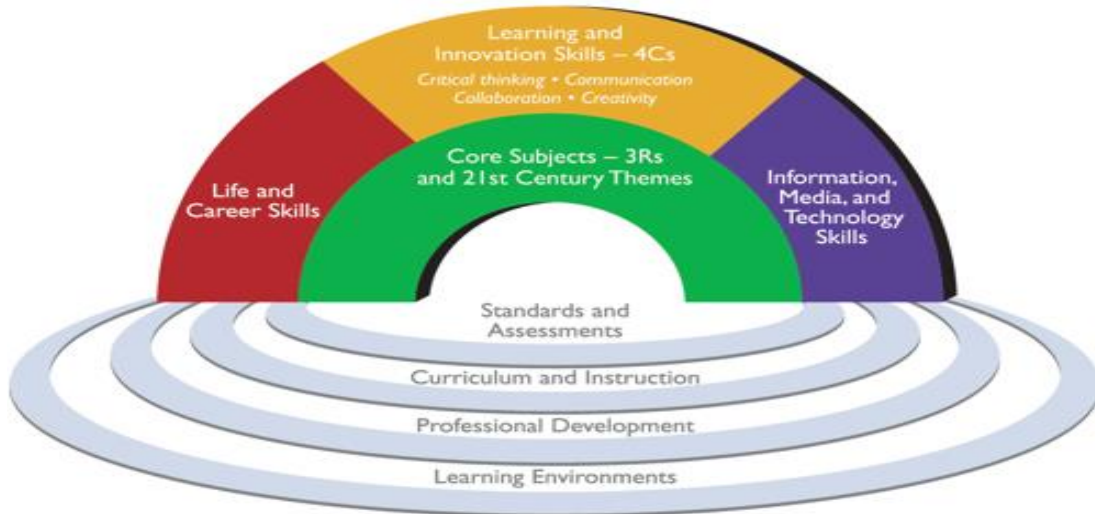 Learning and
Innovation Skills – 4Cs
Critical thinking • Communication
Collaboration • Creativity
Core Subjects – 3Rs
and 21st Century Themes
Life and
Career Skills
Information,
Media, and
Technology
Skills
Standards and
Assessments
Curriculum and Instruction
Professional Development
Learning Environments